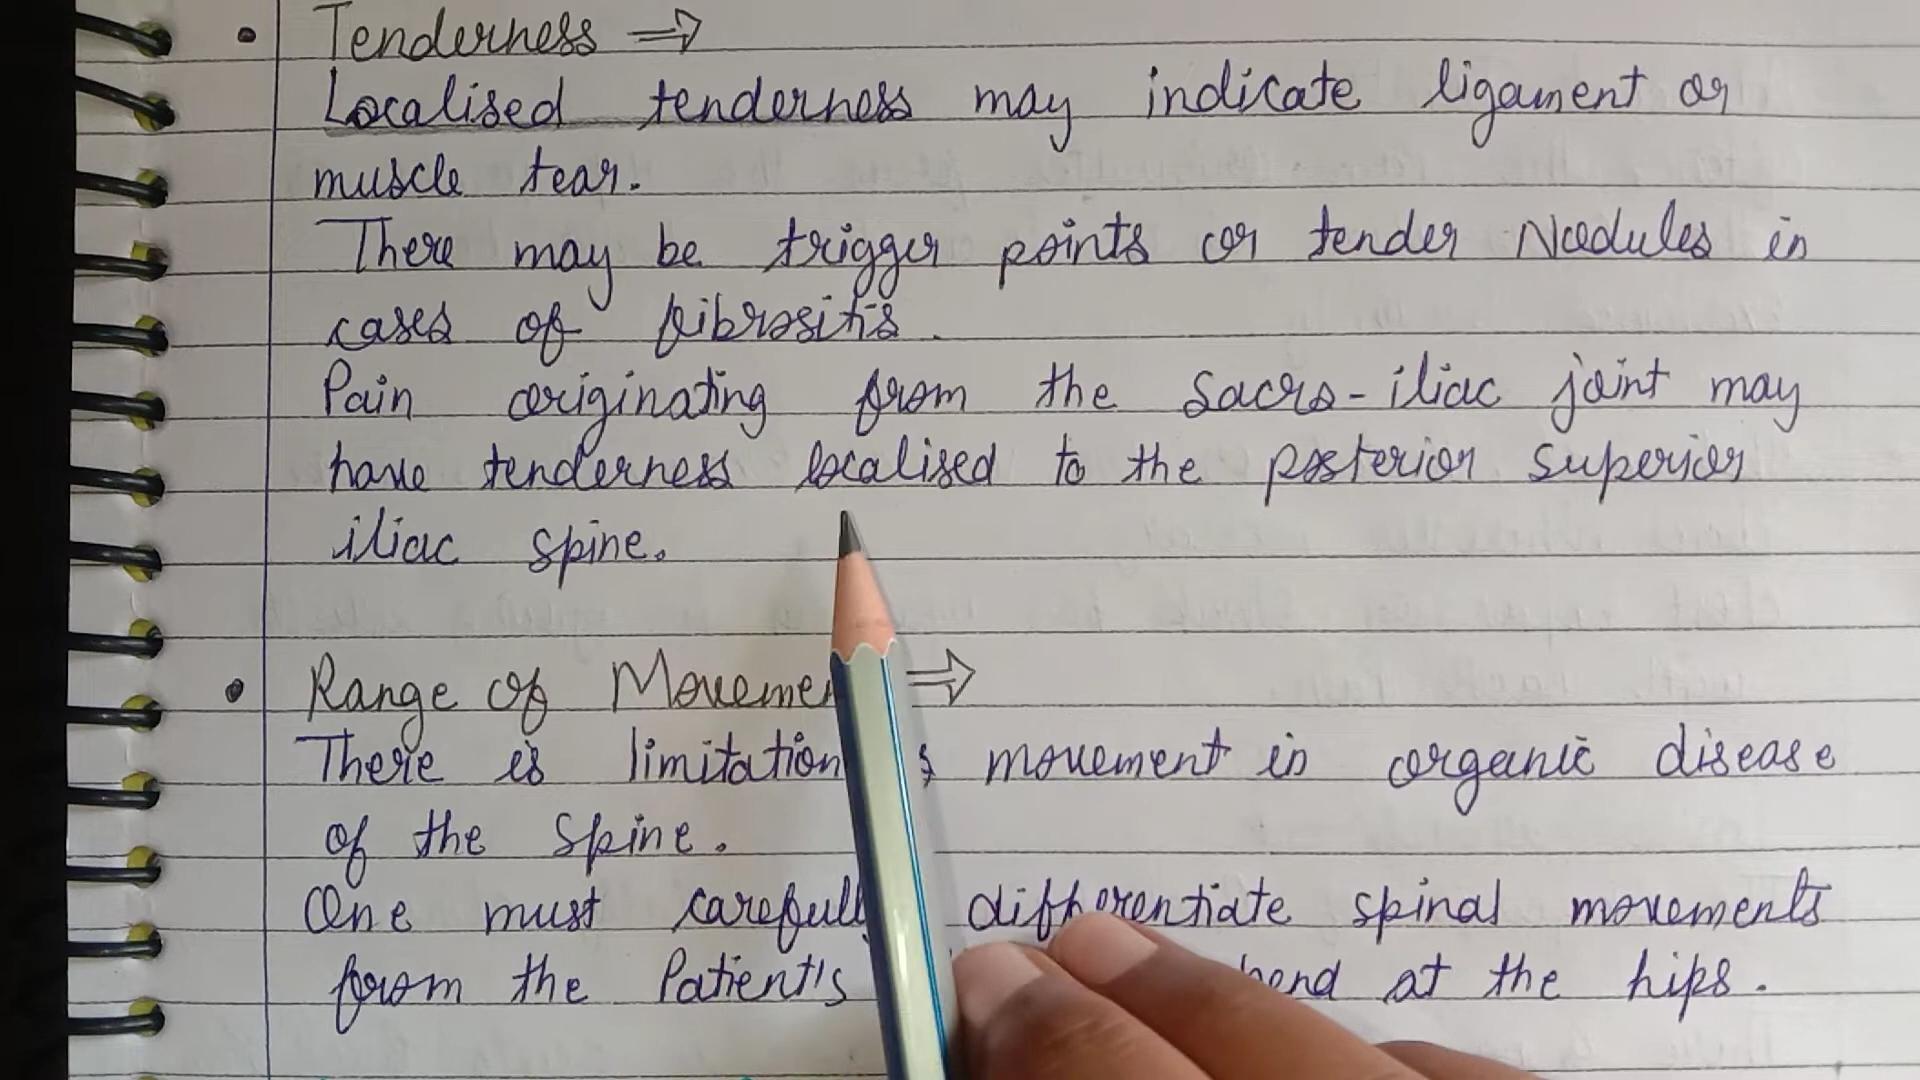 • Tenderness ⇒
Localised tenderness may indicate ligament or
muscle tear.
There may be trigger points or tender Nodules in
cases of fibrositis.
Pain originating from the Sacro-iliac joint may
have tenderness localised to the posterior superior
iliac spine.
• Range of Movemen ⇒
There is limitation movement in organic disease
of the Spine.
One must carefull differentiate spinal movements
from the Patient's bend at the hips.